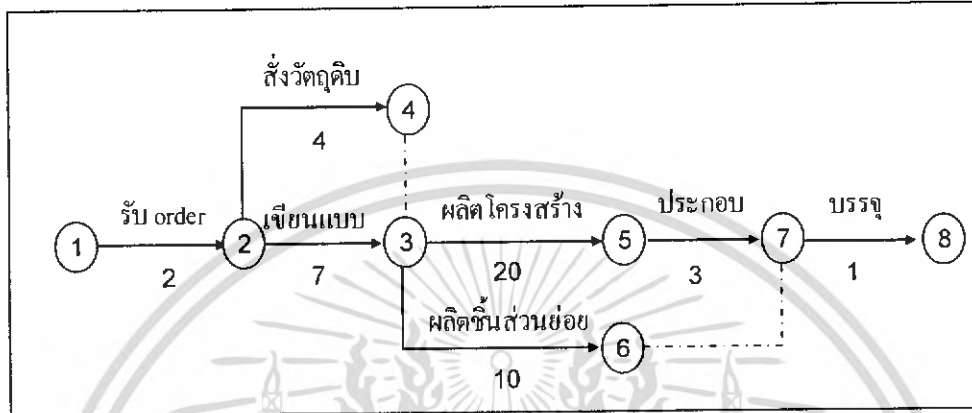 สั่งวัตถุดิบ
4
4
รับ order
เขียนแบบ
ผลิตโครงสร้าง
ประกอบ
บรรจุ
1
2
3
5
7
8
2
7
20
3
1
ผลิตชิ้นส่วนย่อย
6
10